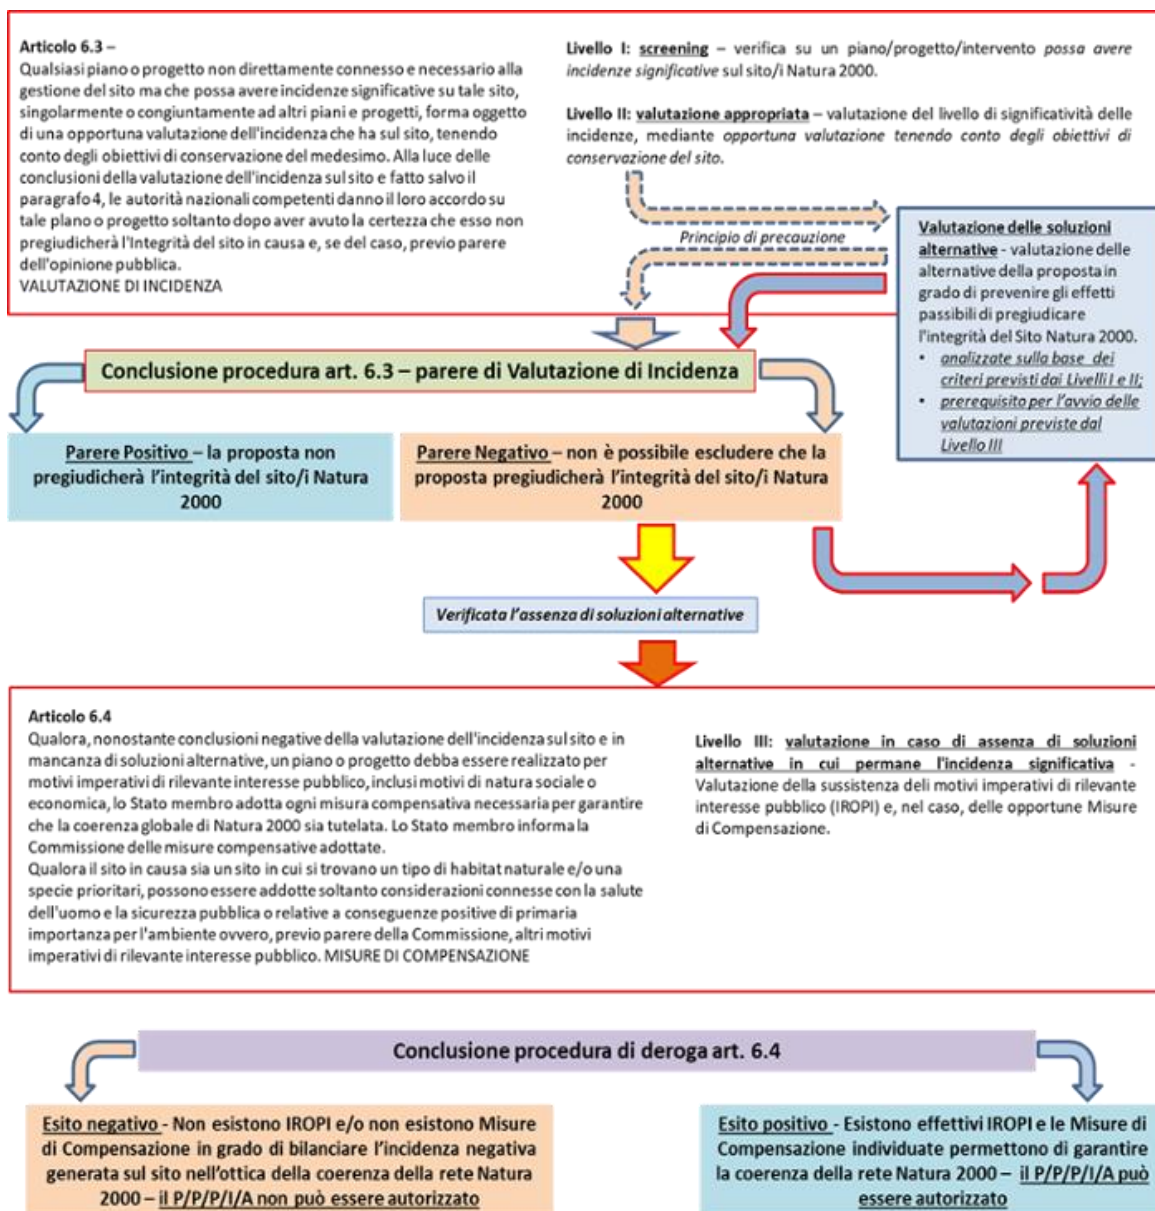 Articolo 6.3 –
Qualsiasi piano o progetto non direttamente connesso e necessario alla
gestione del sito ma che possa avere incidenze significative su tale sito,
singolarmente o congiuntamente ad altri piani e progetti, forma oggetto
di una opportuna valutazione dell'incidenza che ha sul sito, tenendo
conto degli obiettivi di conservazione del medesimo. Alla luce delle
conclusioni della valutazione dell'incidenza sul sito e fatto salvo il
paragrafo 4, le autorità nazionali competenti danno il loro accordo su
tale piano o progetto soltanto dopo aver avuto la certezza che esso non
pregiudicherà l'Integrità del sito in causa e, se del caso, previo parere
dell'opinione pubblica.
VALUTAZIONE DI INCIDENZA
Livello I: screening – verifica su un piano/progetto/intervento possa avere
incidenze significative sul sito/i Natura 2000.
Livello II: valutazione appropriata – valutazione del livello di significatività delle
incidenze, mediante opportuna valutazione tenendo conto degli obiettivi di
conservazione del sito.
Principio di precauzione
Valutazione delle soluzioni
alternative - valutazione delle
alternative della proposta in
grado di prevenire gli effetti
passibili di pregiudicare
l'integrità del Sito Natura 2000.
• analizzate sulla base dei
criteri previsti dai Livelli I e II;
• prerequisito per l'avvio delle
valutazioni previste dal
Livello III
Conclusione procedura art. 6.3 – parere di Valutazione di Incidenza
Parere Positivo – la proposta non
pregiudicherà l'integrità del sito/i Natura
2000
Parere Negativo – non è possibile escludere che la
proposta pregiudicherà l'integrità del sito/i Natura
2000
Verificata l'assenza di soluzioni alternative
Articolo 6.4
Qualora, nonostante conclusioni negative della valutazione dell'incidenza sul sito e in
mancanza di soluzioni alternative, un piano o progetto debba essere realizzato per
motivi imperativi di rilevante interesse pubblico, inclusi motivi di natura sociale o
economica, lo Stato membro adotta ogni misura compensativa necessaria per garantire
che la coerenza globale di Natura 2000 sia tutelata. Lo Stato membro informa la
Commissione delle misure compensative adottate.
Qualora il sito in causa sia un sito in cui si trovano un tipo di habitat naturale e/o una
specie prioritari, possono essere addotte soltanto considerazioni connesse con la salute
dell'uomo e la sicurezza pubblica o relative a conseguenze positive di primaria
importanza per l'ambiente ovvero, previo parere della Commissione, altri motivi
imperativi di rilevante interesse pubblico. MISURE DI COMPENSAZIONE
Livello III: valutazione in caso di assenza di soluzioni
alternative in cui permane l'incidenza significativa -
Valutazione della sussistenza deli motivi imperativi di rilevante
interesse pubblico (IROPI) e, nel caso, delle opportune Misure
di Compensazione.
Conclusione procedura di deroga art. 6.4
Esito negativo - Non esistono IROPI e/o non esistono Misure
di Compensazione in grado di bilanciare l'incidenza negativa
generata sul sito nell'ottica della coerenza della rete Natura
2000 – il P/P/P/I/A non può essere autorizzato
Esito positivo - Esistono effettivi IROPI e le Misure di
Compensazione individuate permettono di garantire
la coerenza della rete Natura 2000 – il P/P/P/I/A può
essere autorizzato